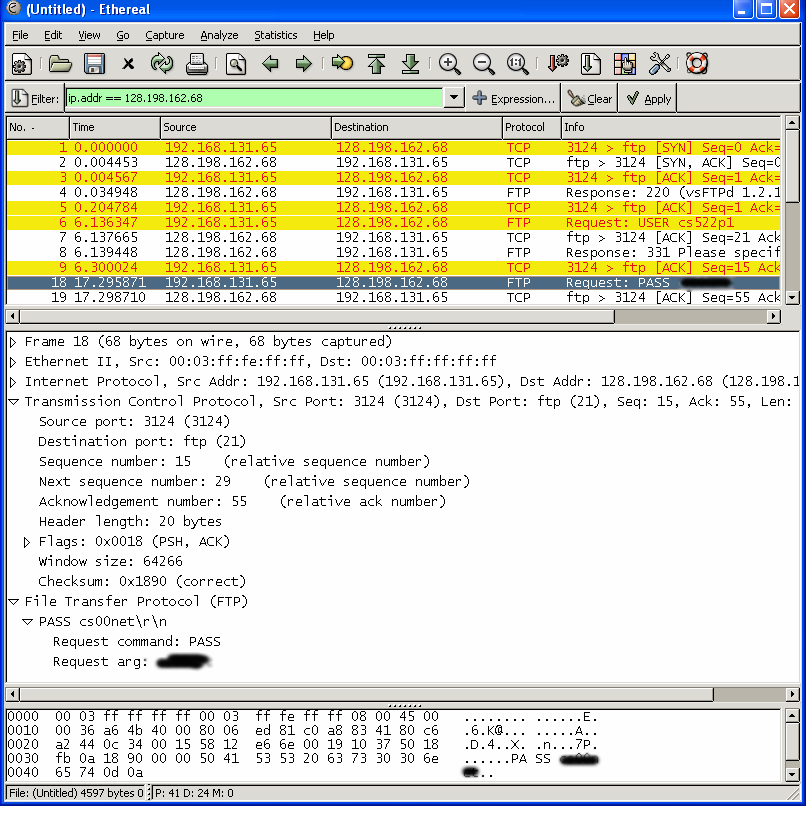 (Untitled) - Ethereal
File Edit View Go Capture Analyze Statistics Help
Filter: ip.addr == 128.198.162.68 Expression... Clear Apply
No. - Time Source Destination Protocol Info
1 0.000000 192.168.131.65 128.198.162.68 TCP 3124 > ftp [SYN] Seq=0 Ack=
2 0.004453 128.198.162.68 192.168.131.65 TCP ftp > 3124 [SYN, ACK] Seq=0
3 0.004567 192.168.131.65 128.198.162.68 TCP 3124 > ftp [ACK] Seq=1 Ack=
4 0.034948 128.198.162.68 192.168.131.65 FTP Response: 220 (vsFTPd 1.2.1
5 0.204784 192.168.131.65 128.198.162.68 TCP 3124 > ftp [ACK] Seq=1 Ack=
6 6.136347 192.168.131.65 128.198.162.68 FTP Request: USER cs522p1
7 6.137665 128.198.162.68 192.168.131.65 TCP ftp > 3124 [ACK] Seq=21 Ack
8 6.139448 128.198.162.68 192.168.131.65 FTP Response: 331 Please specif
9 6.300024 192.168.131.65 128.198.162.68 TCP 3124 > ftp [ACK] Seq=15 Ack
18 17.295871 192.168.131.65 128.198.162.68 FTP Request: PASS
19 17.298710 128.198.162.68 192.168.131.65 TCP ftp > 3124 [ACK] Seq=55 Ack
Frame 18 (68 bytes on wire, 68 bytes captured)
Ethernet II, Src: 00:03:ff:fe:ff:ff, Dst: 00:03:ff:ff:ff:ff
Internet Protocol, Src Addr: 192.168.131.65 (192.168.131.65), Dst Addr: 128.198.162.68 (128.198.1
Transmission Control Protocol, Src Port: 3124 (3124), Dst Port: ftp (21), Seq: 15, Ack: 55, Len:
Source port: 3124 (3124)
Destination port: ftp (21)
Sequence number: 15 (relative sequence number)
Next sequence number: 29 (relative sequence number)
Acknowledgement number: 55 (relative ack number)
Header length: 20 bytes
Flags: 0x0018 (PSH, ACK)
Window size: 64266
Checksum: 0x1890 (correct)
File Transfer Protocol (FTP)
PASS cs00net\r\n
Request command: PASS
Request arg:
0000 00 03 ff ff ff ff 00 03 ff fe ff ff 08 00 45 00 ........ ......E.
0010 00 36 a6 4b 40 00 80 06 ed 81 c0 a8 83 41 80 c6 .6.K@... .....A..
0020 a2 44 0c 34 00 15 58 12 e6 6e 00 19 10 37 50 18 .D.4..X. .n...7P.
0030 fb 0a 18 90 00 00 50 41 53 53 20 63 73 30 30 6e ......PA SS
0040 65 74 0d 0a ..
File: (Untitled) 4597 bytes 0 P: 41 D: 24 M: 0